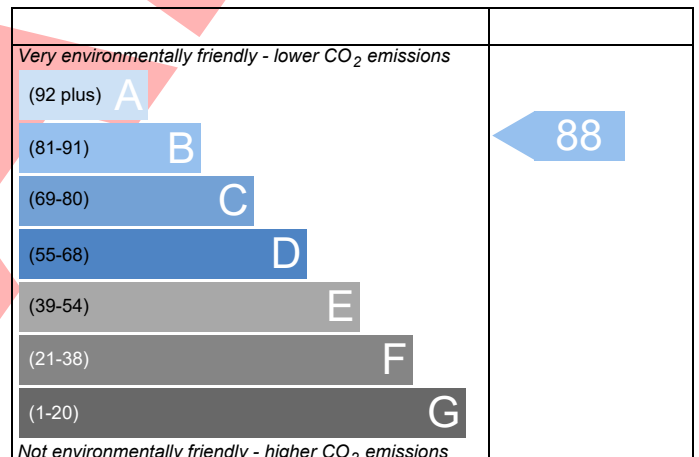 Very environmentally friendly - lower CO₂ emissions
(92 plus) A
(81-91) B
88
(69-80) C
(55-68) D
(39-54) E
(21-38) F
(1-20) G
Not environmentally friendly - higher CO₂ emissions